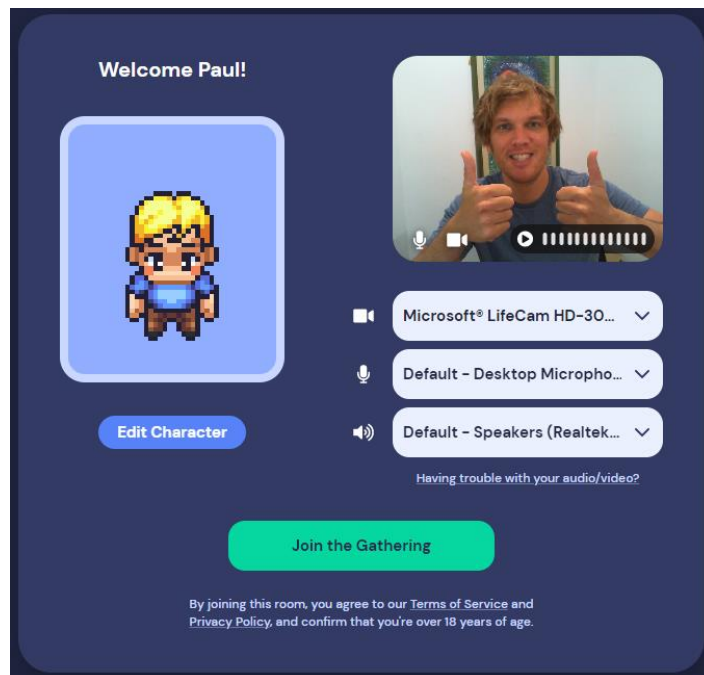 Welcome Paul!
Microsoft® LifeCam HD-30...
Default - Desktop Micropho...
Edit Character
Default - Speakers (Realtek...
Having trouble with your audio/video?
Join the Gathering
By joining this room, you agree to our Terms of Service and
Privacy Policy, and confirm that you're over 18 years of age.